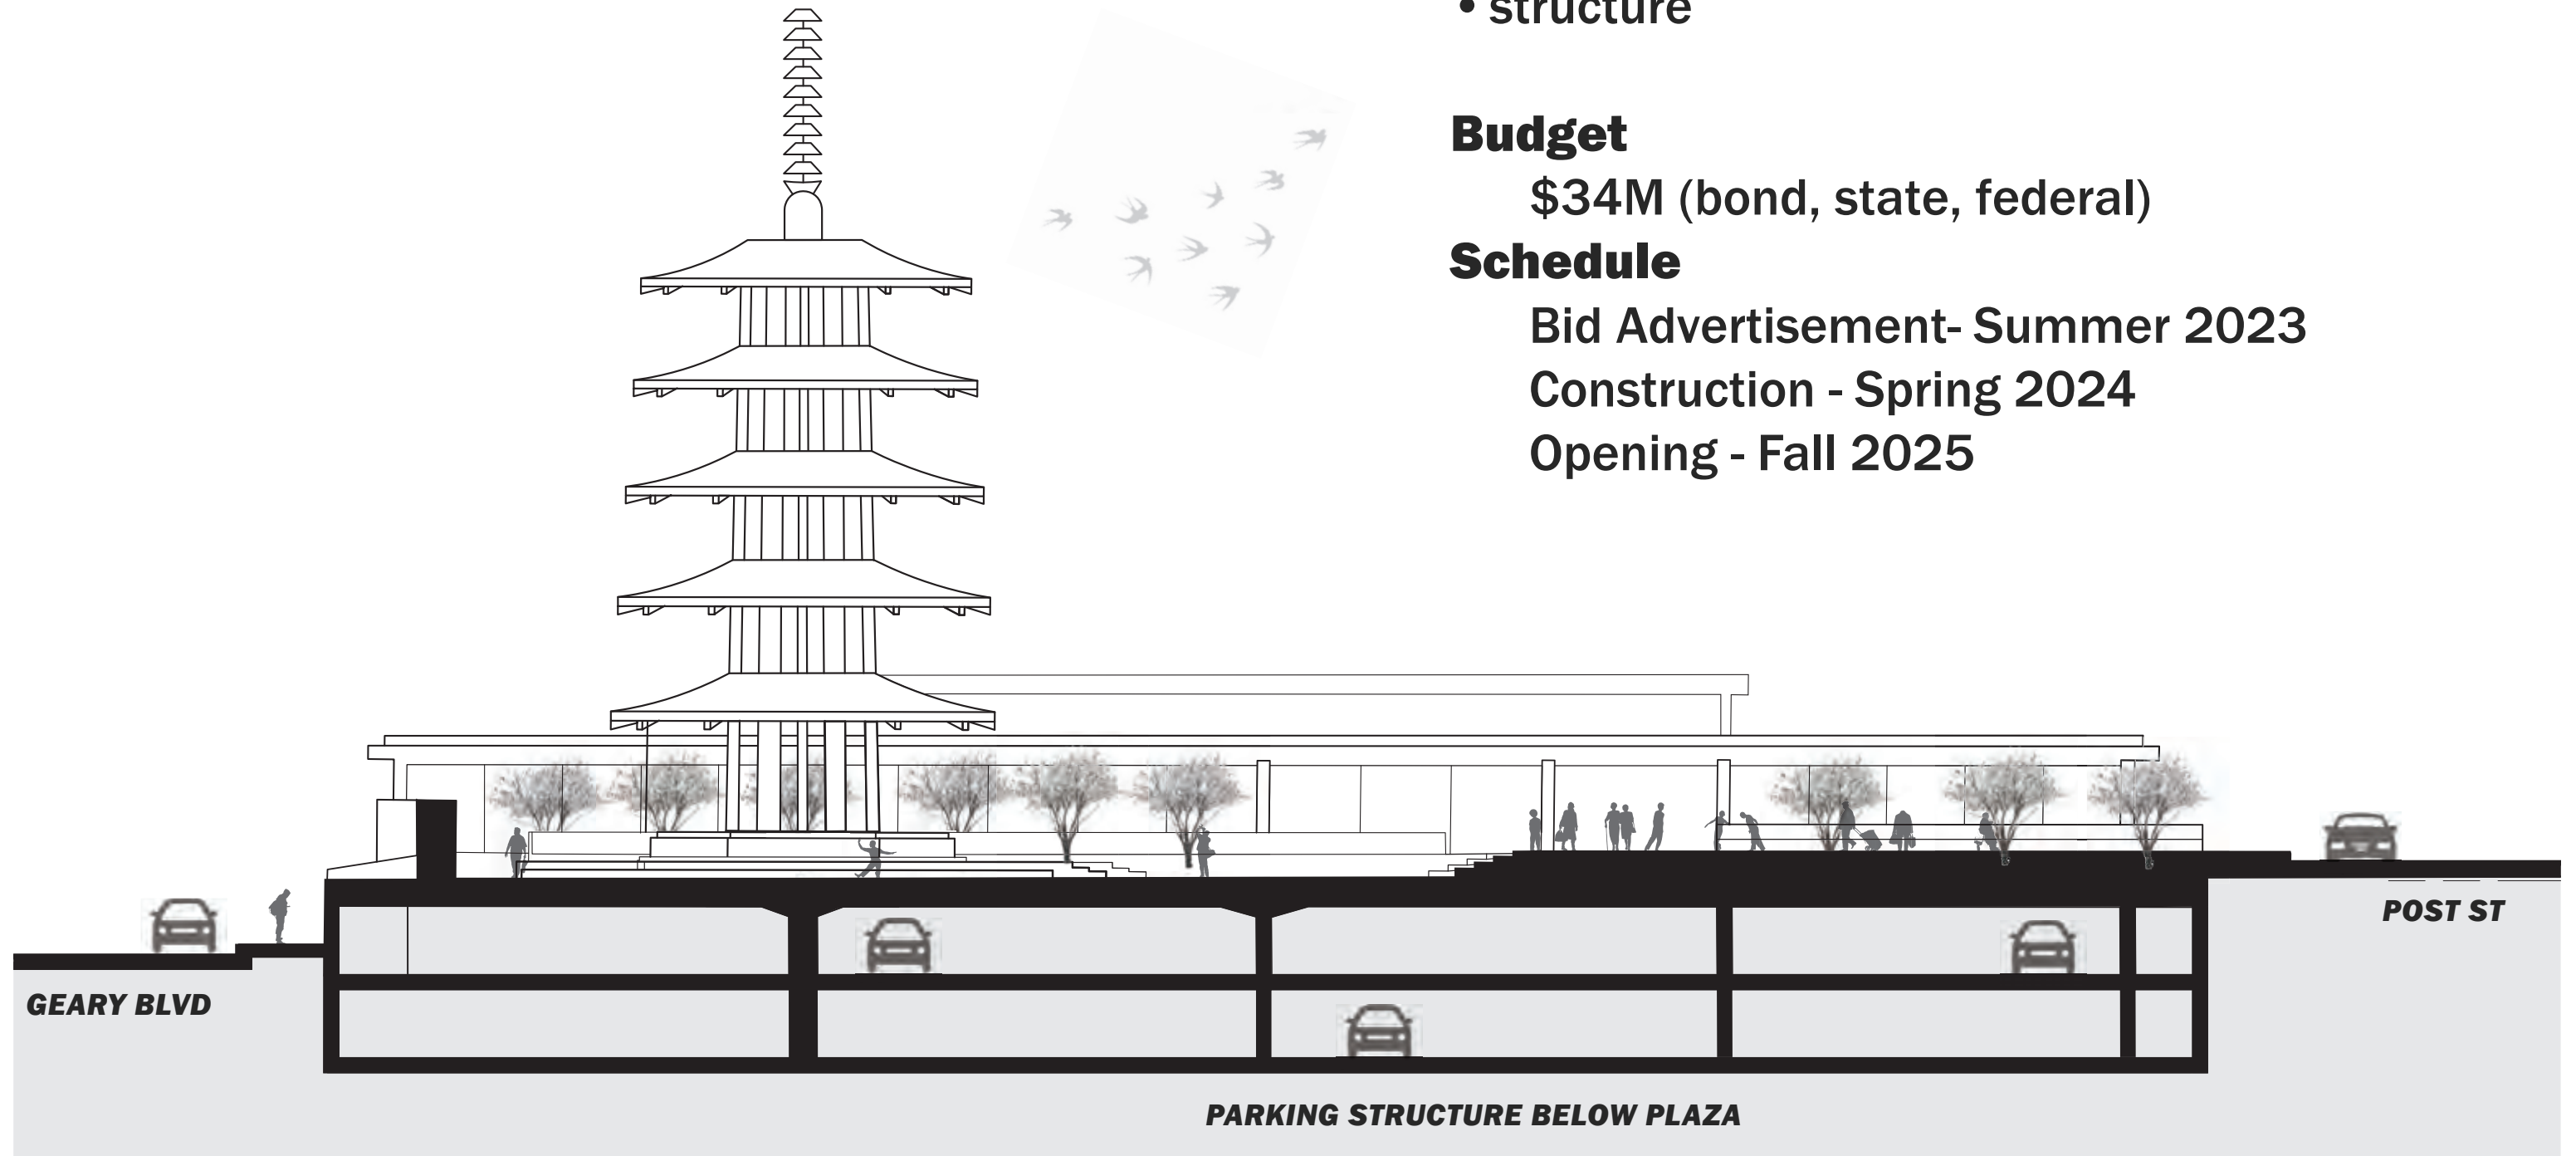 • structure
Budget
$34M (bond, state, federal)
Schedule
Bid Advertisement- Summer 2023
Construction - Spring 2024
Opening - Fall 2025
POST ST
GEARY BLVD
PARKING STRUCTURE BELOW PLAZA